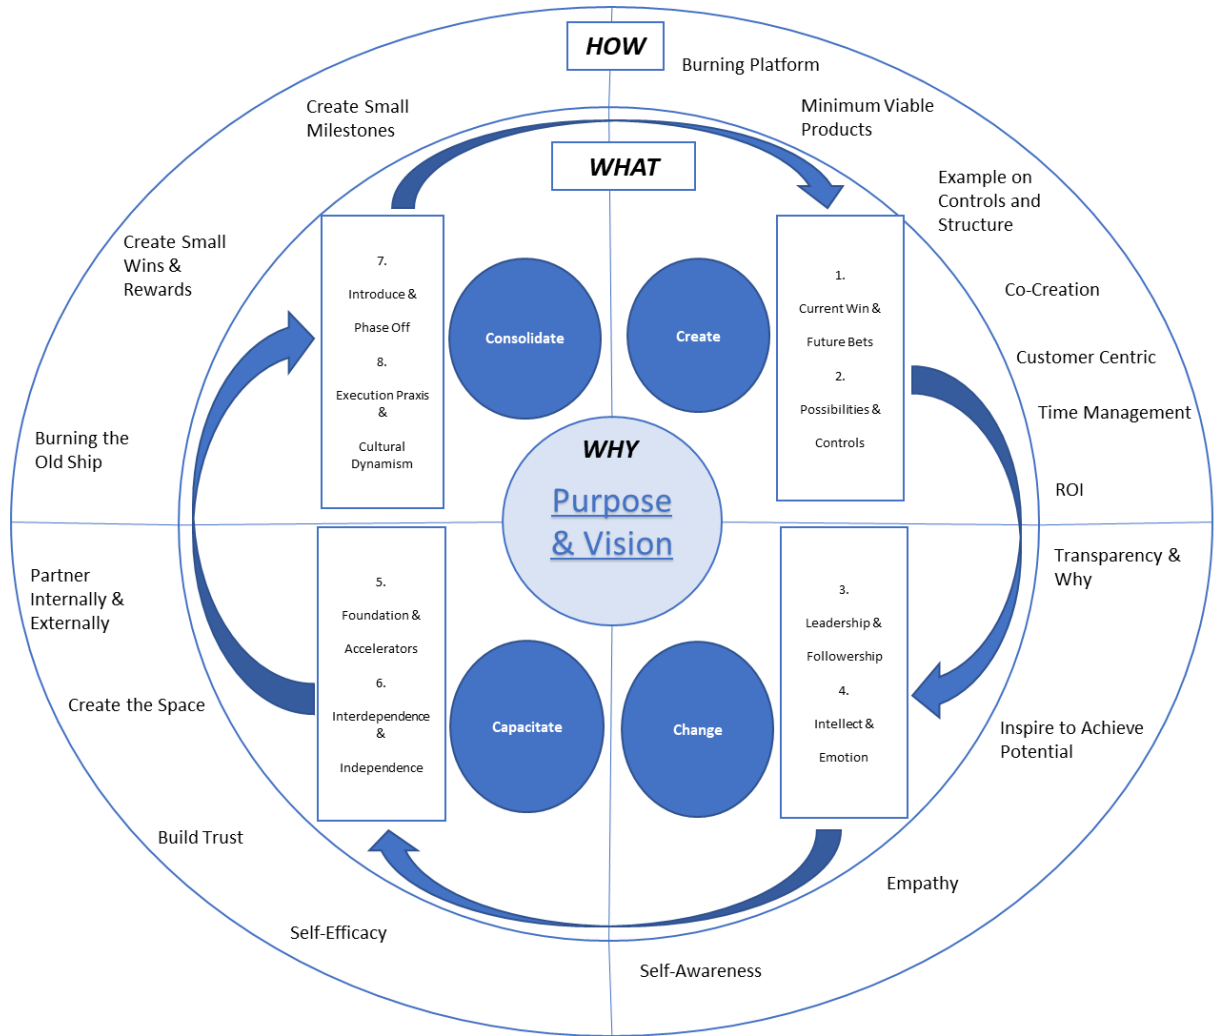 HOW
Burning Platform
Create Small
Milestones
Minimum Viable
Products
WHAT
Example on
Controls and
Structure
Create Small
Wins &
Rewards
7.
Introduce &
Phase Off
8.
Execution Praxis
&
Cultural
Dynamism
Consolidate
Create
1.
Current Win &
Future Bets
2.
Possibilities &
Controls
Co-Creation
Customer Centric
Time Management
ROI
Burning the
Old Ship
WHY
Purpose
& Vision
Partner
Internally &
Externally
Create the Space
5.
Foundation &
Accelerators
6.
Interdependence
&
Independence
Capacitate
Change
3.
Leadership &
Followership
4.
Intellect &
Emotion
Transparency &
Why
Inspire to Achieve
Potential
Build Trust
Empathy
Self-Efficacy
Self-Awareness